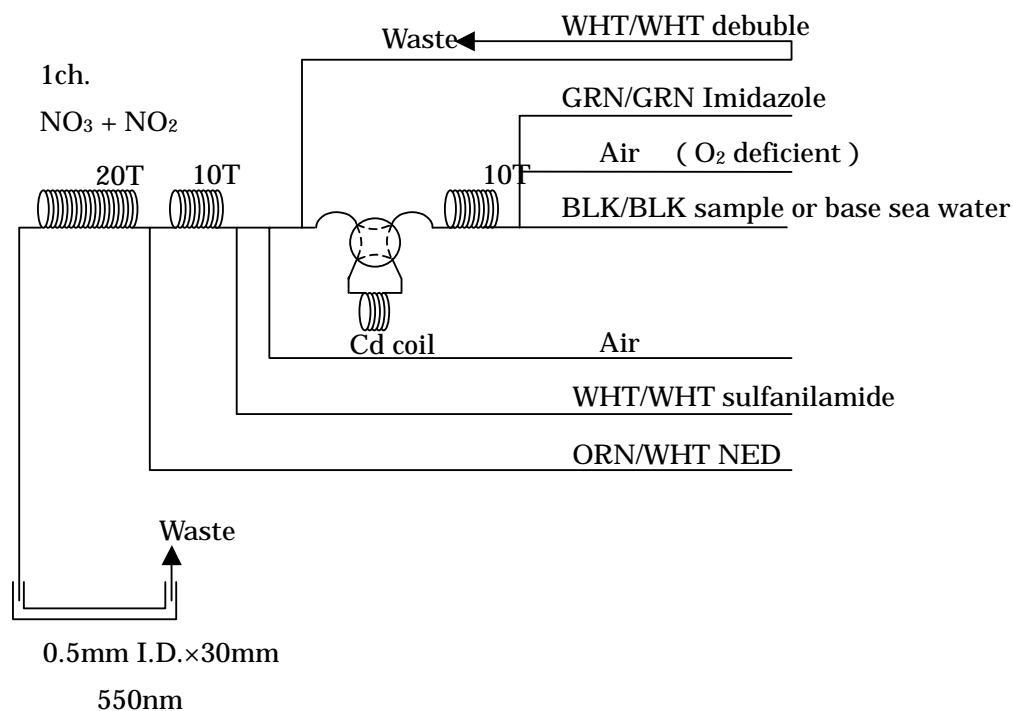 WHT/WHT debuble
Waste
1ch.
GRN/GRN Imidazole
NO₃ + NO₂
Air ( O₂ deficient )
20T
10T
10T
BLK/BLK sample or base sea water
Cd coil
Air
WHT/WHT sulfanilamide
ORN/WHT NED
Waste
0.5mm I.D.×30mm
550nm